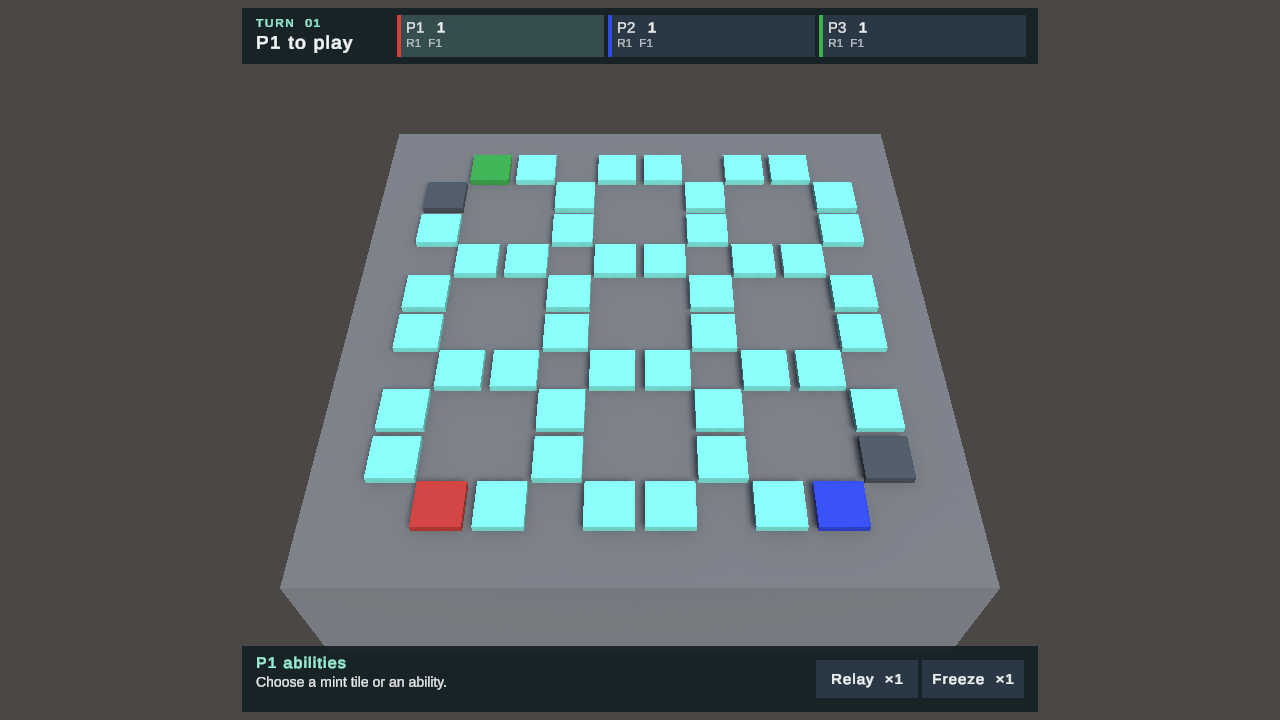 TURN 01
P1 to play
P1 1
R1 F1
P2 1
R1 F1
P3 1
R1 F1
P1 abilities
Choose a mint tile or an ability.
Relay ×1
Freeze ×1